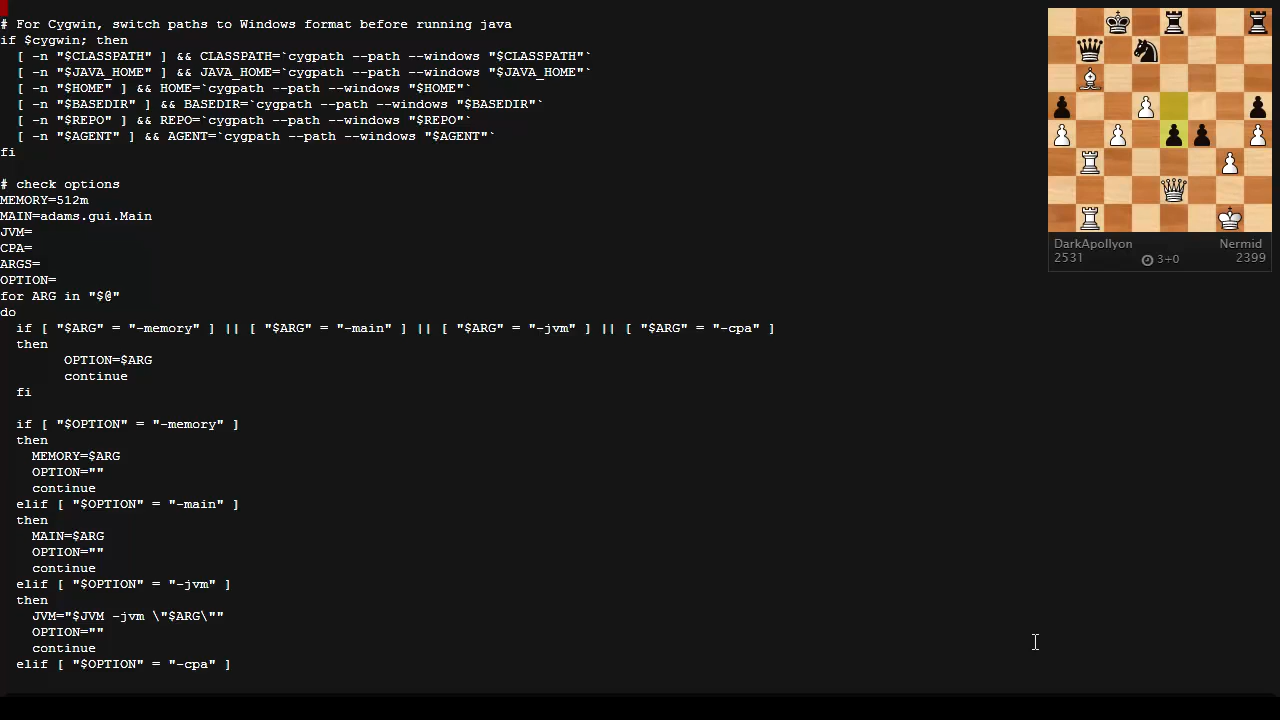 # For Cygwin, switch paths to Windows format before running java
if $cygwin; then
  [ -n "$CLASSPATH" ] && CLASSPATH=`cygpath --path --windows "$CLASSPATH"`
  [ -n "$JAVA_HOME" ] && JAVA_HOME=`cygpath --path --windows "$JAVA_HOME"`
  [ -n "$HOME" ] && HOME=`cygpath --path --windows "$HOME"`
  [ -n "$BASEDIR" ] && BASEDIR=`cygpath --path --windows "$BASEDIR"`
  [ -n "$REPO" ] && REPO=`cygpath --path --windows "$REPO"`
  [ -n "$AGENT" ] && AGENT=`cygpath --path --windows "$AGENT"`
fi
# check options
MEMORY=512m
MAIN=adams.gui.Main
JVM=
CPA=
ARGS=
OPTION=
for ARG in "$@"
do
  if [ "$ARG" = "-memory" ] || [ "$ARG" = "-main" ] || [ "$ARG" = "-jvm" ] || [ "$ARG" = "-cpa" ]
  then
        OPTION=$ARG
        continue
  fi
  if [ "$OPTION" = "-memory" ]
  then
    MEMORY=$ARG
    OPTION=""
    continue
  elif [ "$OPTION" = "-main" ]
  then
    MAIN=$ARG
    OPTION=""
    continue
  elif [ "$OPTION" = "-jvm" ]
  then
    JVM="$JVM -jvm \"$ARG\""
    OPTION=""
    continue
  elif [ "$OPTION" = "-cpa" ]
DarkApollyon Nermid
2531 3+0 2399